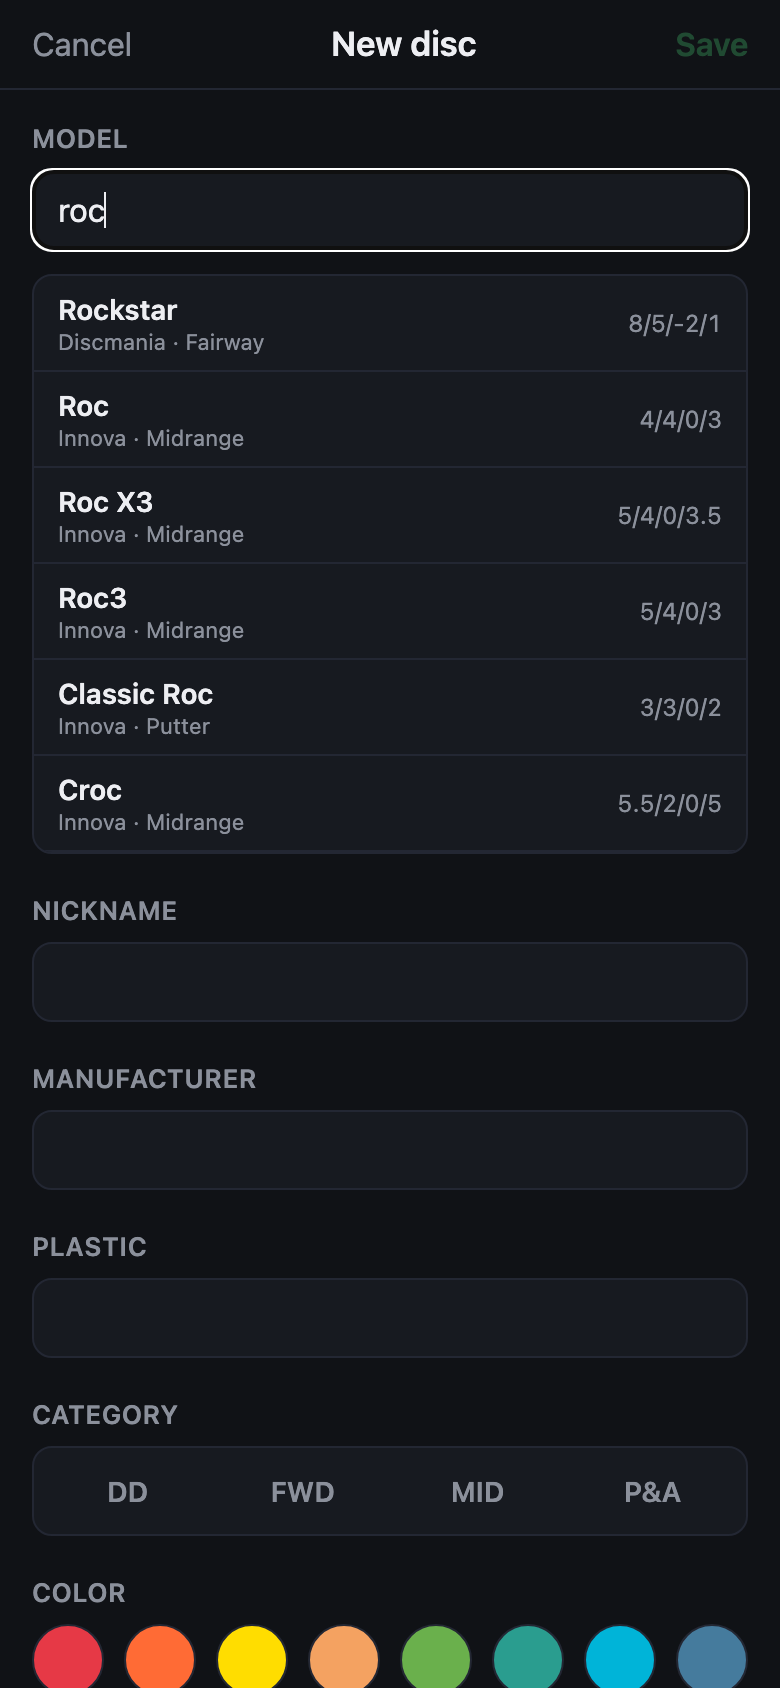 Cancel New disc Save
MODEL
roc
Rockstar
Discmania · Fairway
8/5/-2/1
Roc
Innova · Midrange
4/4/0/3
Roc X3
Innova · Midrange
5/4/0/3.5
Roc3
Innova · Midrange
5/4/0/3
Classic Roc
Innova · Putter
3/3/0/2
Croc
Innova · Midrange
5.5/2/0/5
NICKNAME
MANUFACTURER
PLASTIC
CATEGORY
DD FWD MID P&A
COLOR